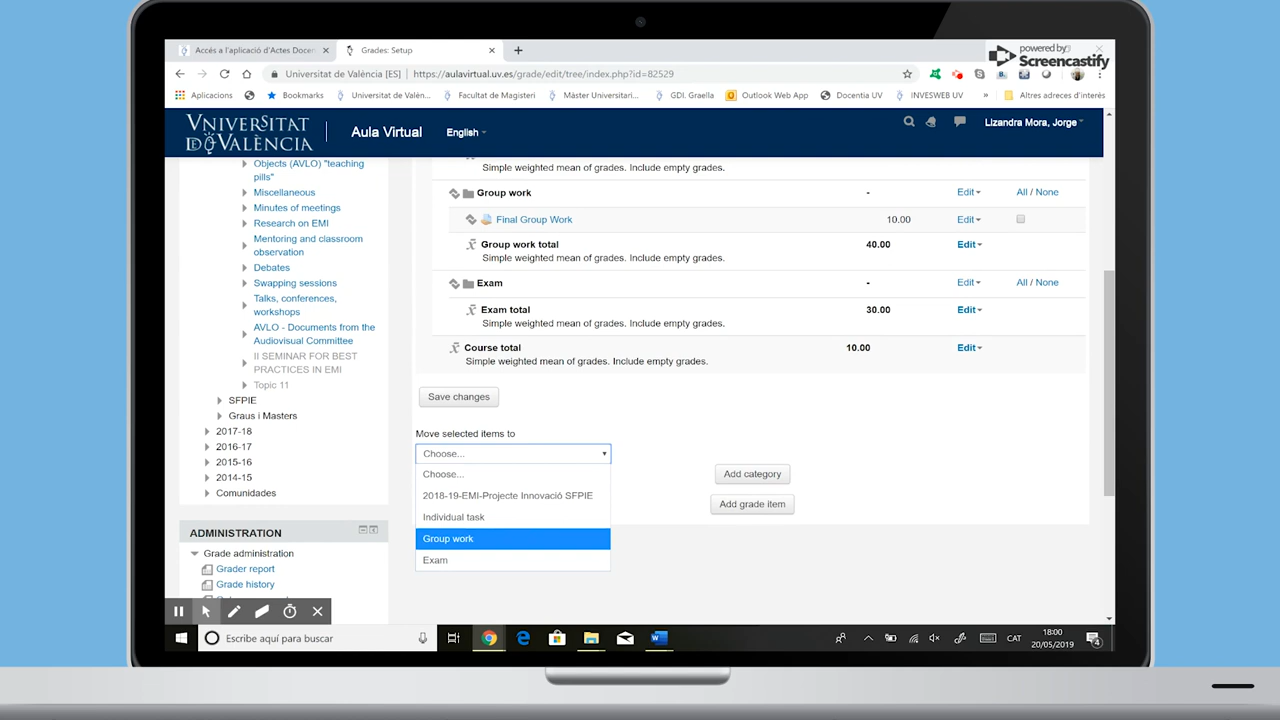 Accés a l'aplicació d'Actes Docen
Grades: Setup
powered by
Screencastify
Universitat de València [ES]
https://aulavirtual.uv.es/grade/edit/tree/index.php?id=82529
Aplicacions
Bookmarks
Universitat de Valèn...
Facultat de Magisteri
Màster Universitari...
GDI. Graella
Outlook Web App
Docentia UV
INVESWEB UV
»
Altres adreces d'interés
VNIVERSITAT
DE VALÈNCIA
Aula Virtual
English
Lizandra Mora, Jorge
Objects (AVLO) "teaching
pills"
Miscellaneous
Minutes of meetings
Research on EMI
Mentoring and classroom
observation
Debates
Swapping sessions
Talks, conferences,
workshops
AVLO - Documents from the
Audiovisual Committee
II SEMINAR FOR BEST
PRACTICES IN EMI
Topic 11
SFPIE
Graus i Masters
2017-18
2016-17
2015-16
2014-15
Comunidades
ADMINISTRATION
Grade administration
Grader report
Grade history
Simple weighted mean of grades. Include empty grades.
Group work - Edit All / None
Final Group Work 10.00 Edit
Group work total 40.00 Edit
Simple weighted mean of grades. Include empty grades.
Exam - Edit All / None
Exam total 30.00 Edit
Simple weighted mean of grades. Include empty grades.
Course total 10.00 Edit
Simple weighted mean of grades. Include empty grades.
Save changes
Move selected items to
Choose...
Choose...
2018-19-EMI-Projecte Innovació SFPIE
Individual task
Group work
Exam
Add category
Add grade item
Escribe aquí para buscar
CAT
18:00
20/05/2019
4